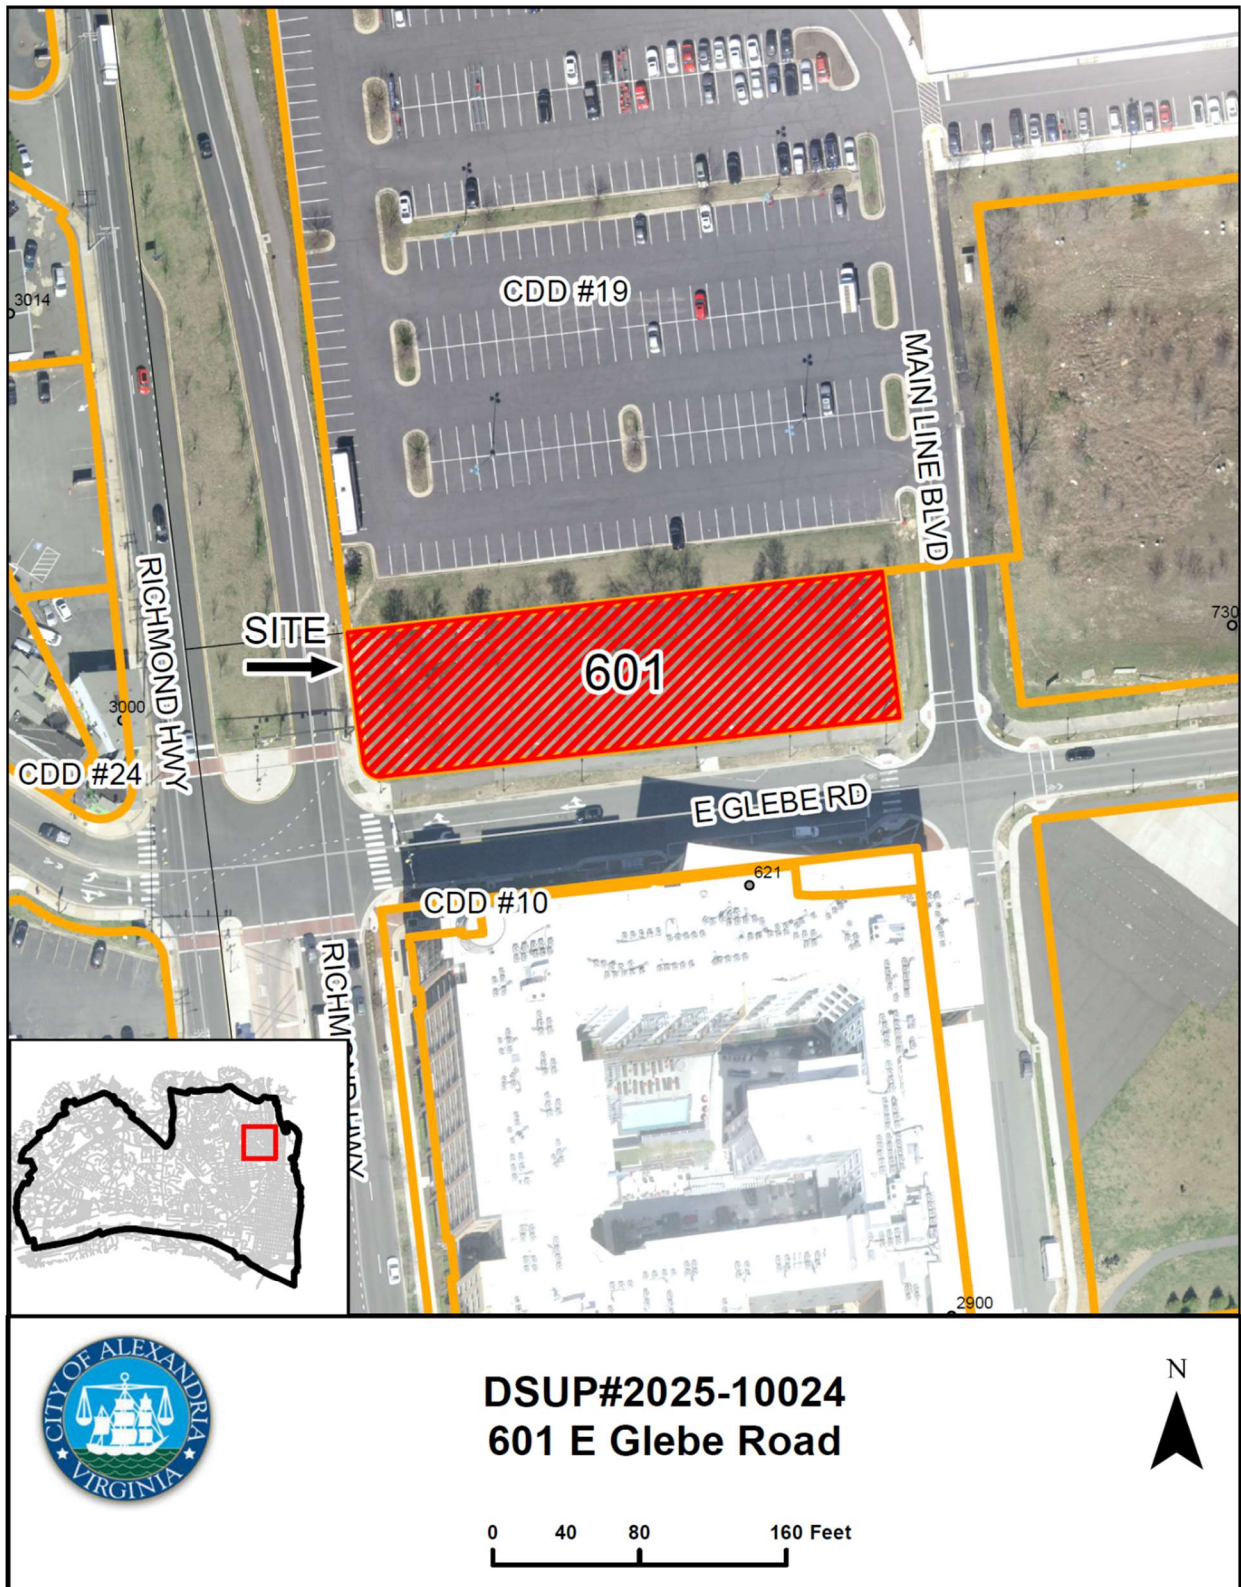 CDD #19
3014
MAIN LINE BLVD
RICHMOND HWY
SITE
601
730
3000
CDD #24
E GLEBE RD
621
CDD #10
RICHMOND HWY
2900
CITY OF ALEXANDRIA
VIRGINIA
DSUP#2025-10024
601 E Glebe Road
N
0 40 80 160 Feet